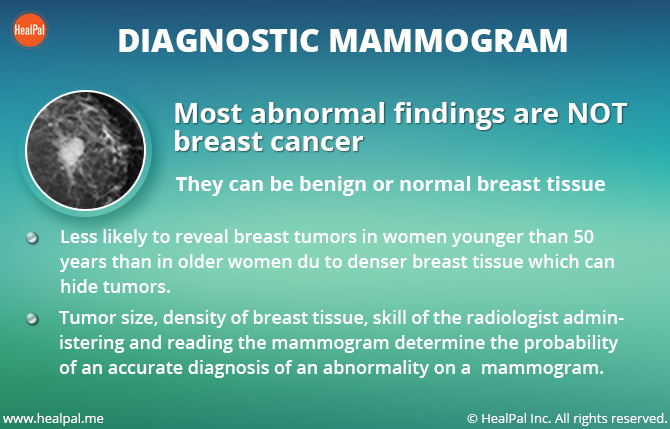 HealPal
DIAGNOSTIC MAMMOGRAM
Most abnormal findings are NOT
breast cancer
They can be benign or normal breast tissue
Less likely to reveal breast tumors in women younger than 50
years than in older women du to denser breast tissue which can
hide tumors.
Tumor size, density of breast tissue, skill of the radiologist admin-
istering and reading the mammogram determine the probability
of an accurate diagnosis of an abnormality on a mammogram.
www.healpal.me
© HealPal Inc. All rights reserved.